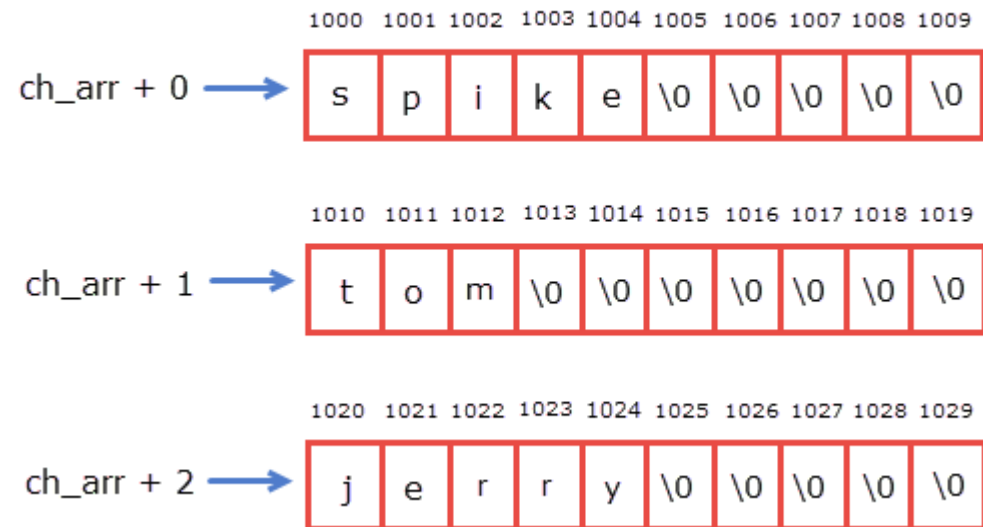 1000 1001 1002 1003 1004 1005 1006 1007 1008 1009
ch_arr + 0 s p i k e \0 \0 \0 \0 \0
1010 1011 1012 1013 1014 1015 1016 1017 1018 1019
ch_arr + 1 t o m \0 \0 \0 \0 \0 \0 \0
1020 1021 1022 1023 1024 1025 1026 1027 1028 1029
ch_arr + 2 j e r r y \0 \0 \0 \0 \0